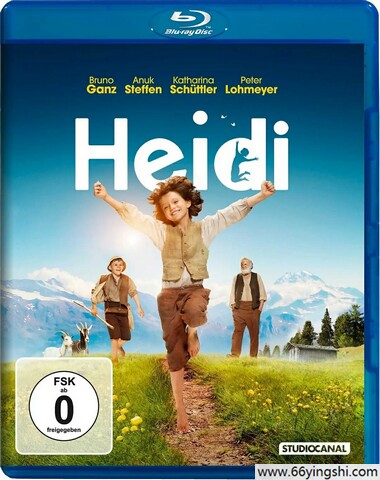 Blu-ray Disc
Bruno Anuk Katharina Peter
Ganz Steffen Schüttler Lohmeyer
Heidi
FSK
ab
0
freigegeben
STUDIOCANAL
www.66yingshi.com